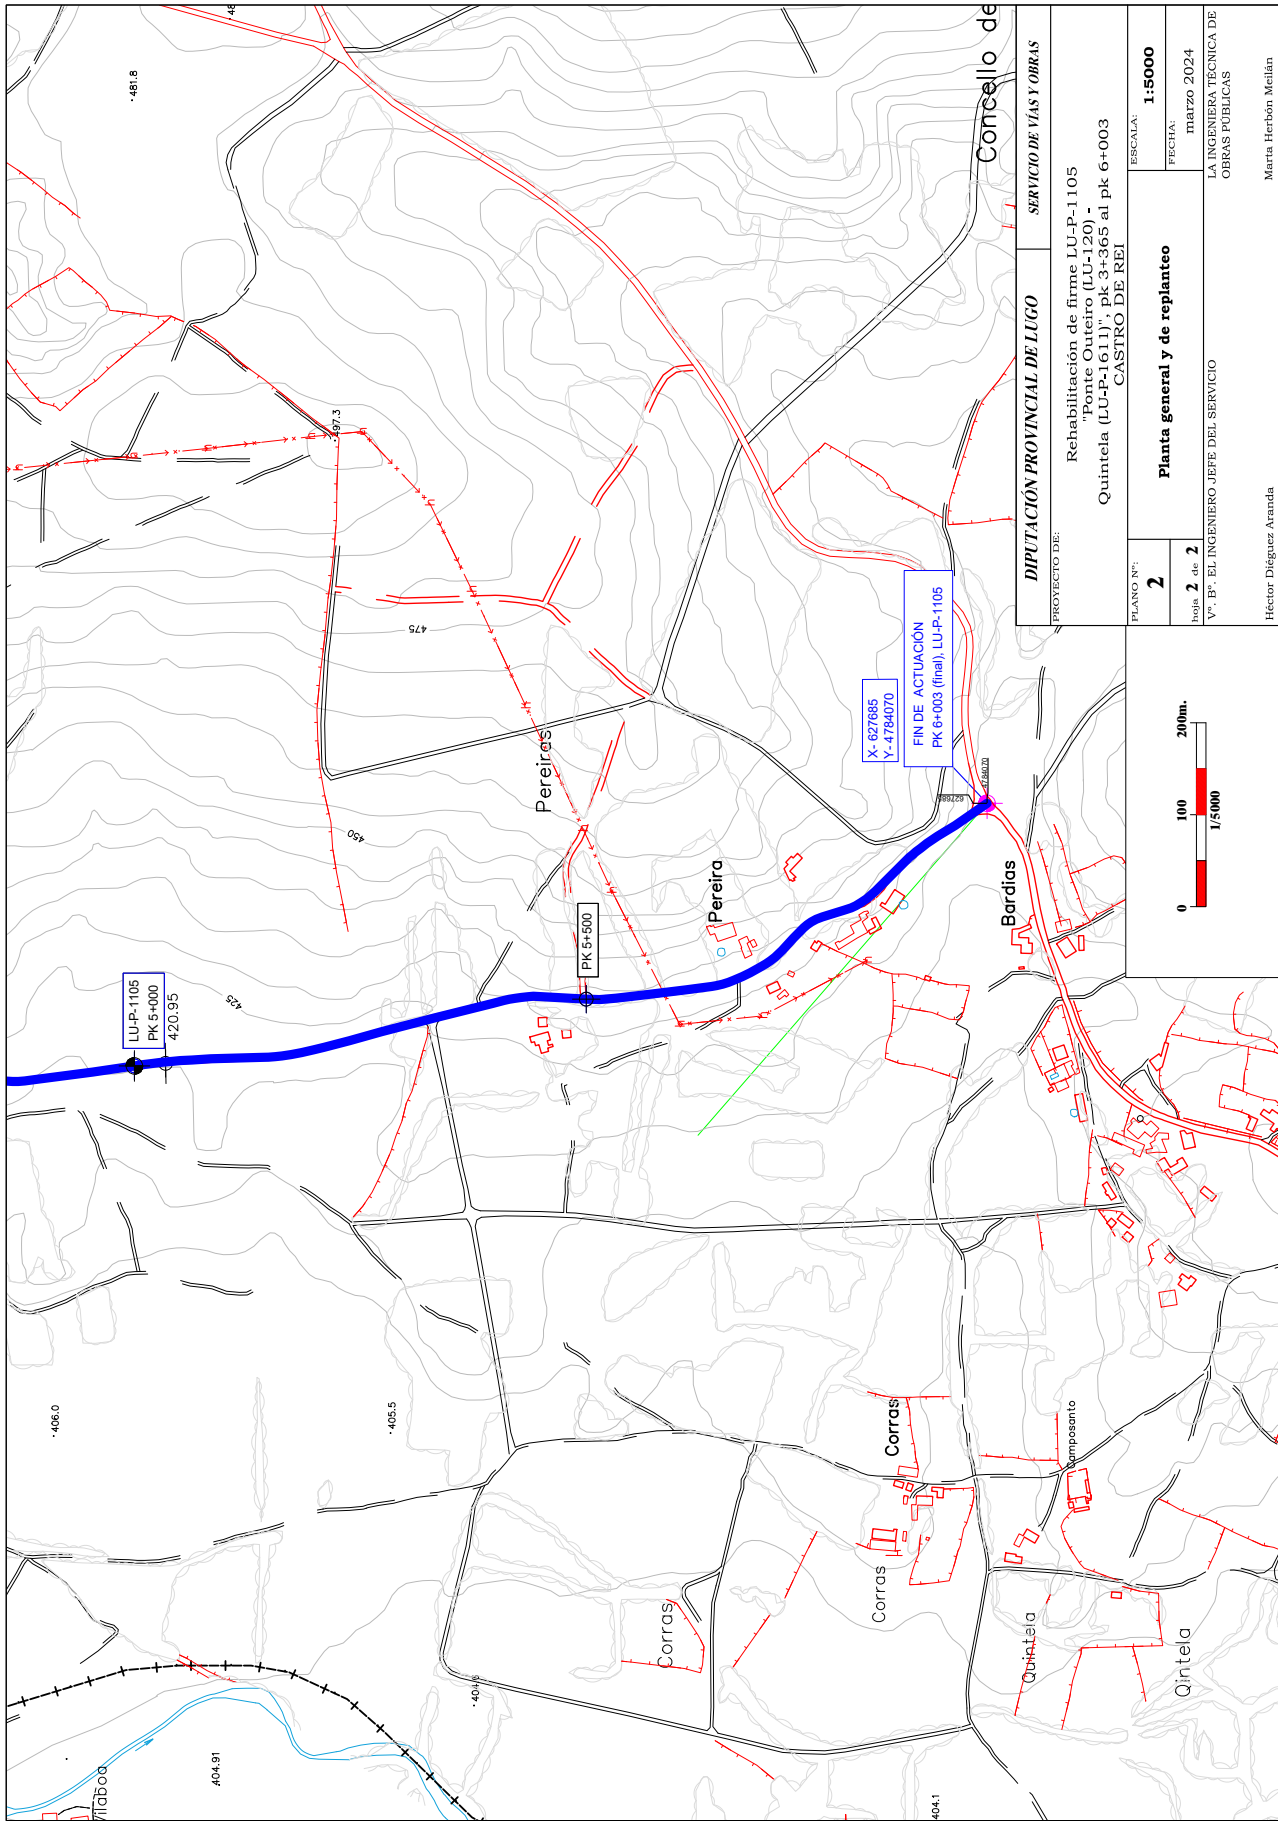 DIPUTACIÓN PROVINCIAL DE LUGO
SERVICIO DE VÍAS Y OBRAS
PROYECTO DE:
Rehabilitación de firme LU-P-1105
"Ponte Outeiro (LU-120) -
Quintela (LU-P-1611)", pk 3+365 al pk 6+003
CASTRO DE REI
PLANO Nº:
2
hoja 2 de 2
Planta general y de replanteo
ESCALA:
1:5000
FECHA:
marzo 2024
Vº. Bº. EL INGENIERO JEFE DEL SERVICIO
Héctor Diéguez Aranda
LA INGENIERA TÉCNICA DE
OBRAS PÚBLICAS
Marta Herbón Meilán
0 100 200m.
1/5000
LU-P-1105
PK 5+000
420.95
PK 5+500
X- 627685
Y- 4784070
FIN DE ACTUACIÓN
PK 6+003 (final), LU-P-1105
627685
4784070
Concello de
Pereiras
Pereira
Bardias
Corras
Corras
Corras
Camposanto
Quintela
Qintela
Vilaboa
481.8
497.3
475
450
425
406.0
405.5
404.91
404.1